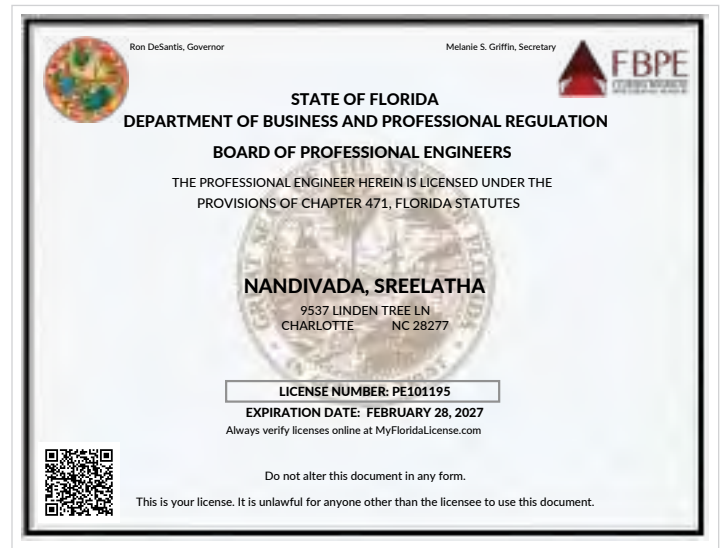 Ron DeSantis, Governor
Melanie S. Griffin, Secretary
FBPE
STATE OF FLORIDA
DEPARTMENT OF BUSINESS AND PROFESSIONAL REGULATION
BOARD OF PROFESSIONAL ENGINEERS
THE PROFESSIONAL ENGINEER HEREIN IS LICENSED UNDER THE
PROVISIONS OF CHAPTER 471, FLORIDA STATUTES
NANDIVADA, SREELATHA
9537 LINDEN TREE LN
CHARLOTTE NC 28277
LICENSE NUMBER: PE101195
EXPIRATION DATE: FEBRUARY 28, 2027
Always verify licenses online at MyFloridaLicense.com
Do not alter this document in any form.
This is your license. It is unlawful for anyone other than the licensee to use this document.